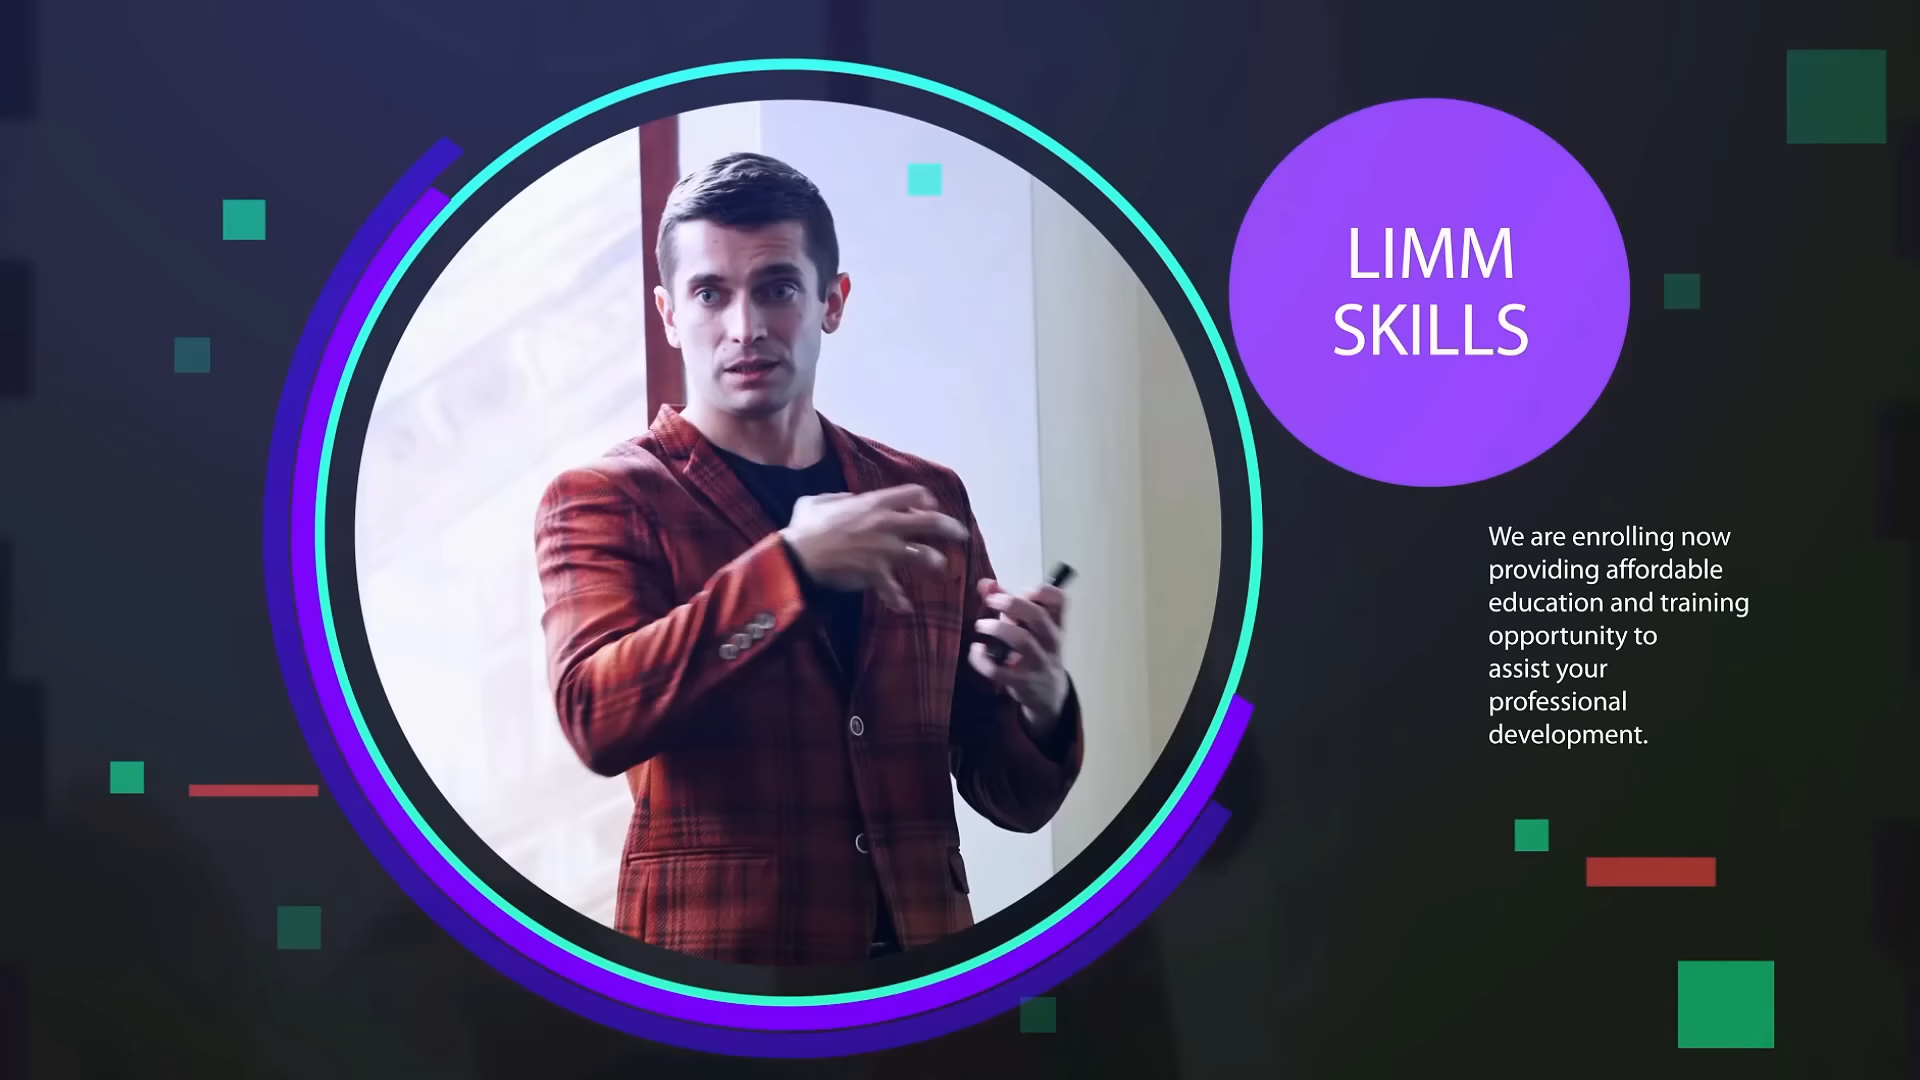 LIMM
SKILLS
We are enrolling now
providing affordable
education and training
opportunity to
assist your
professional
development.